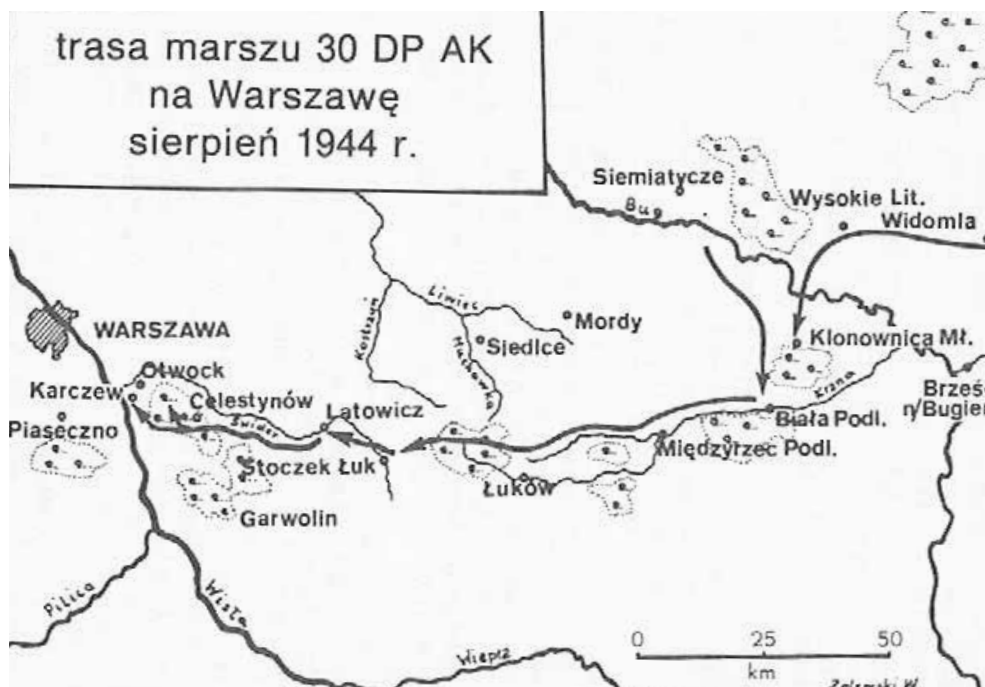 trasa marszu 30 DP AK
na Warszawę
sierpień 1944 r.
Siemiatycze
Bug
Wysokie Lit.
Widomla
Liwiec
Kostrzyń
Muchawka
Mordy
Siedlce
Klonownica Mł.
WARSZAWA
Otwock
Karczew
Celestynów
Latowicz
Krzna
Brześć
n/Bugiem
Biała Podl.
Piaseczno
Świder
Stoczek Łuk
Międzyrzec Podl.
Łuków
Garwolin
Pilica
Wisła
Wieprz
0 25 50
km
Zalewski W.